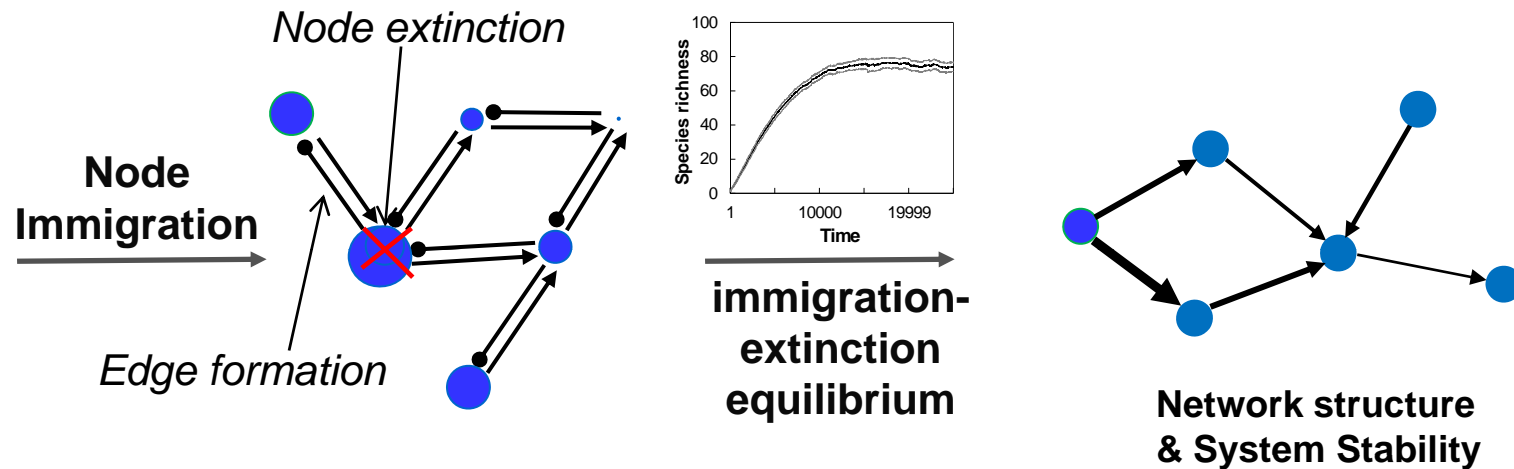 Node extinction
Node
Immigration
Edge formation
Species richness
100
80
60
40
20
0
1
10000
19999
Time
immigration-
extinction
equilibrium
Network structure
& System Stability